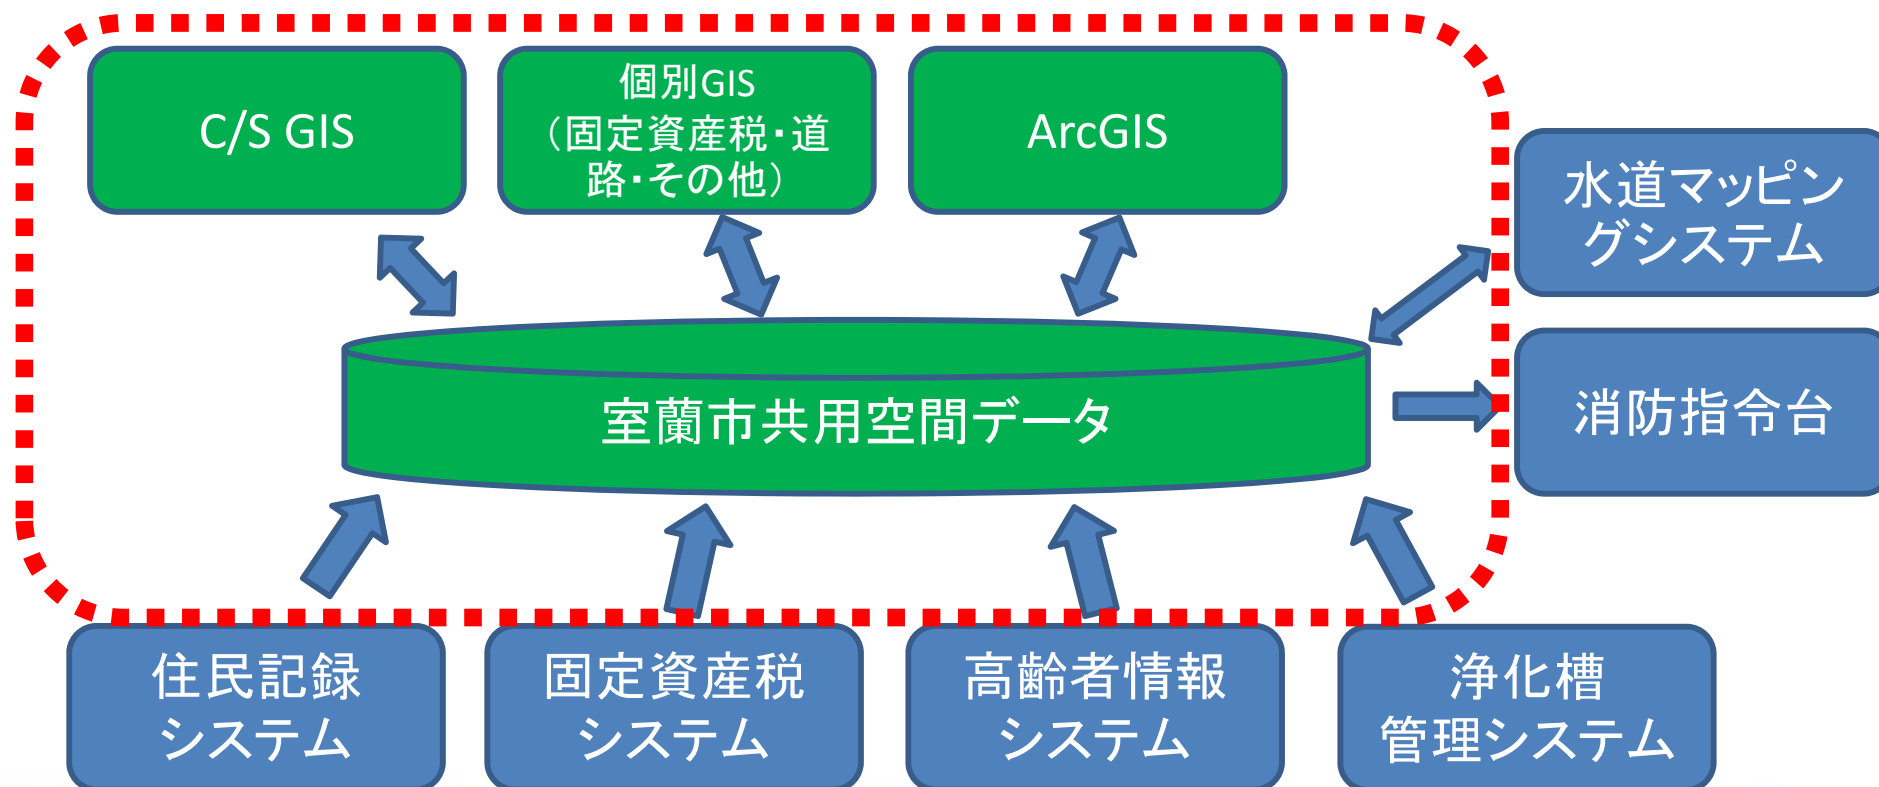 C/S GIS
個別GIS
（固定資産税・道
路・その他）
ArcGIS
水道マッピン
グシステム
室蘭市共用空間データ
消防指令台
住民記録
システム
固定資産税
システム
高齢者情報
システム
浄化槽
管理システム